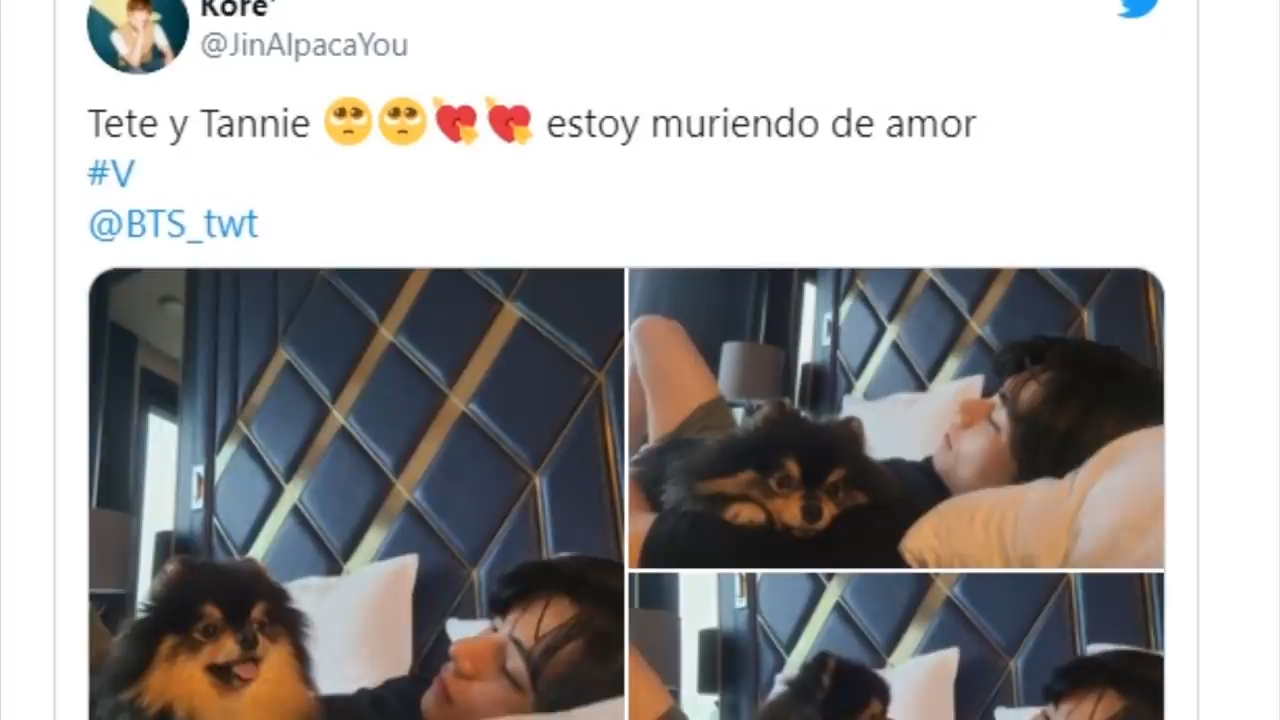 Kore'
@JinAlpacaYou
Tete y Tannie 🥺🥺💘💘 estoy muriendo de amor
#V
@BTS_twt